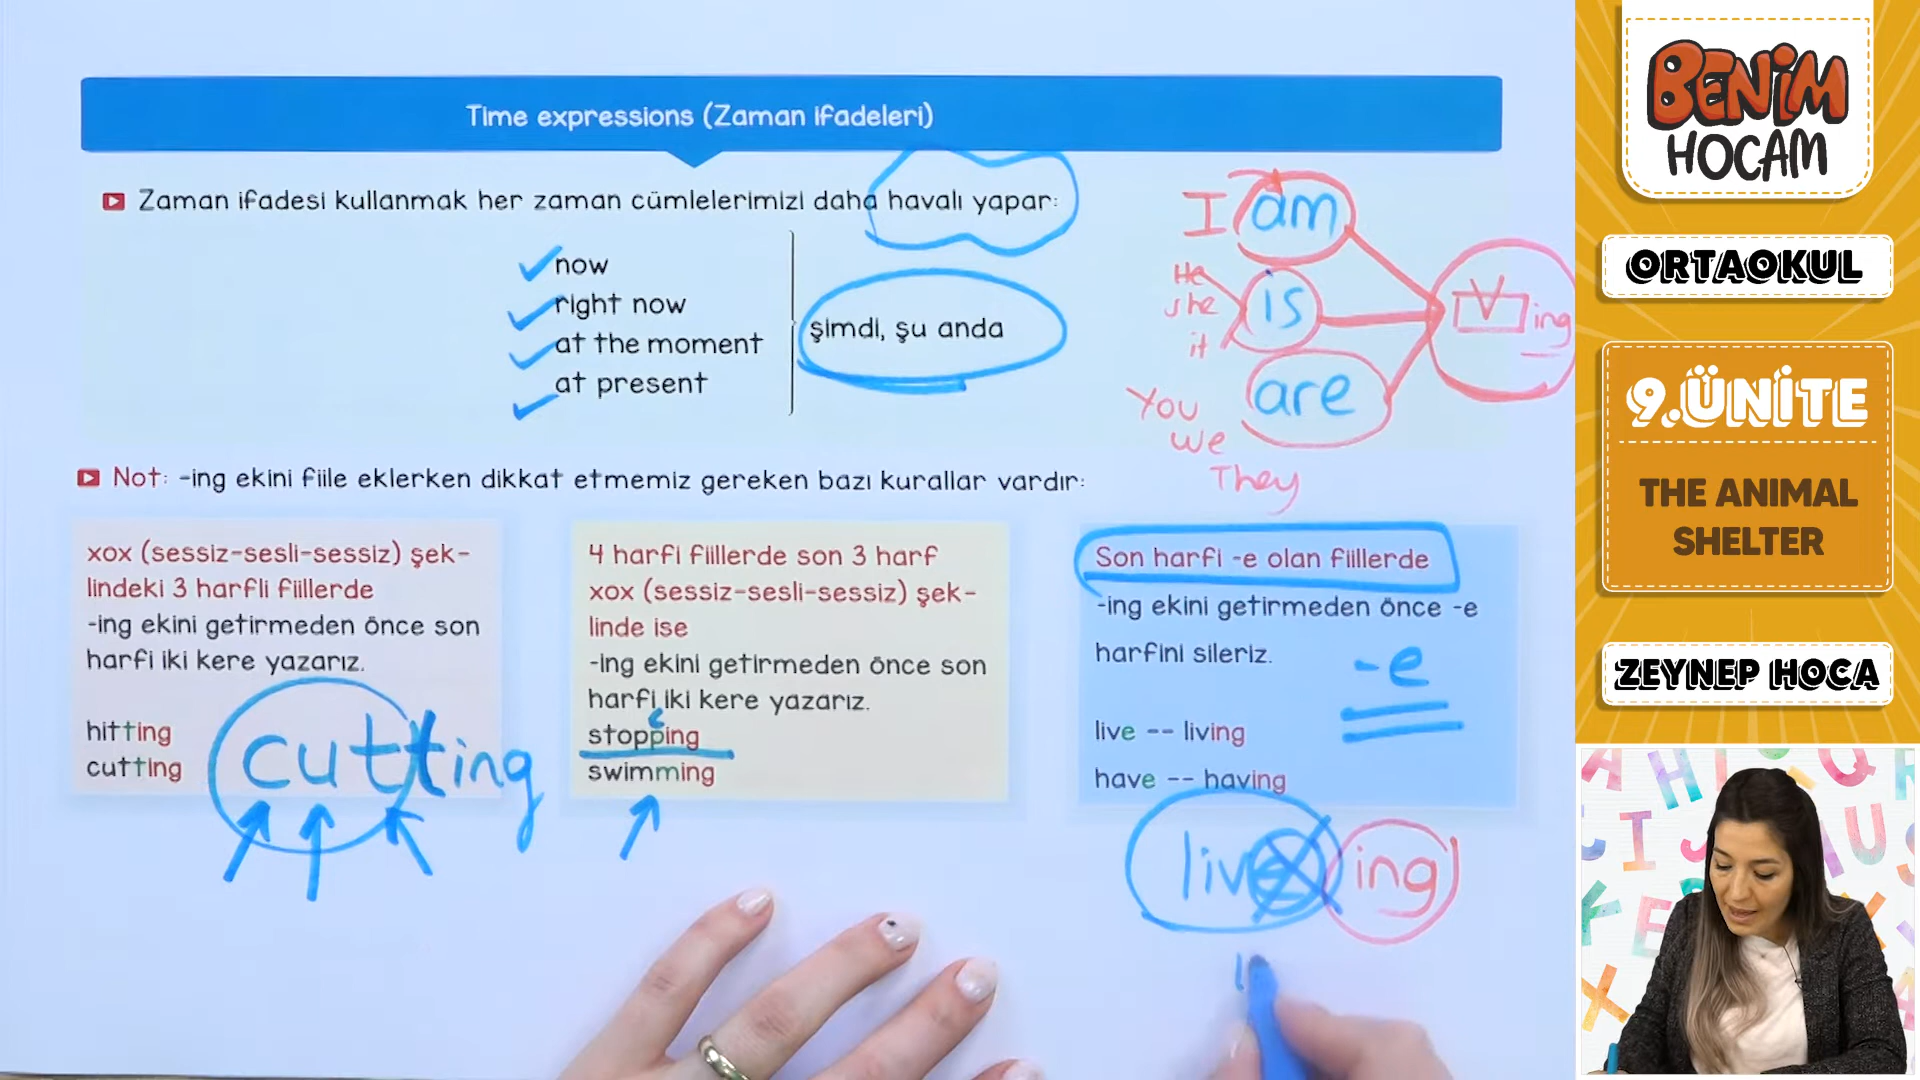 Time expressions (Zaman ifadeleri)
Zaman ifadesi kullanmak her zaman cümlelerimizi daha havalı yapar:
now
right now
at the moment
at present
şimdi, şu anda
I am
He
she
it
is
You
we
They
are
V ing
Not: -ing ekini fiile eklerken dikkat etmemiz gereken bazı kurallar vardır:
xox (sessiz-sesli-sessiz) şek-
lindeki 3 harfli fiillerde
-ing ekini getirmeden önce son
harfi iki kere yazarız.
hitting
cutting
cutting
4 harfi fiillerde son 3 harf
xox (sessiz-sesli-sessiz) şek-
linde ise
-ing ekini getirmeden önce son
harfi iki kere yazarız.
stopping
swimming
Son harfi -e olan fiillerde
-ing ekini getirmeden önce -e
harfini sileriz.
-e
live -- living
have -- having
live ing
BENİM
HOCAM
ORTAOKUL
9.ÜNİTE
THE ANIMAL
SHELTER
ZEYNEP HOCA